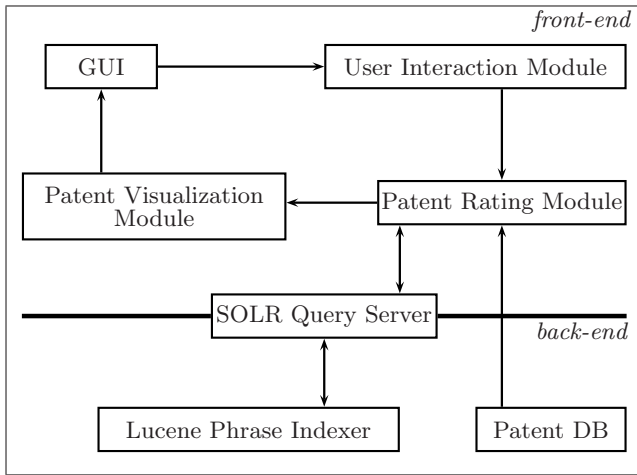 front-end
GUI
User Interaction Module
Patent Visualization
Module
Patent Rating Module
SOLR Query Server
back-end
Lucene Phrase Indexer
Patent DB